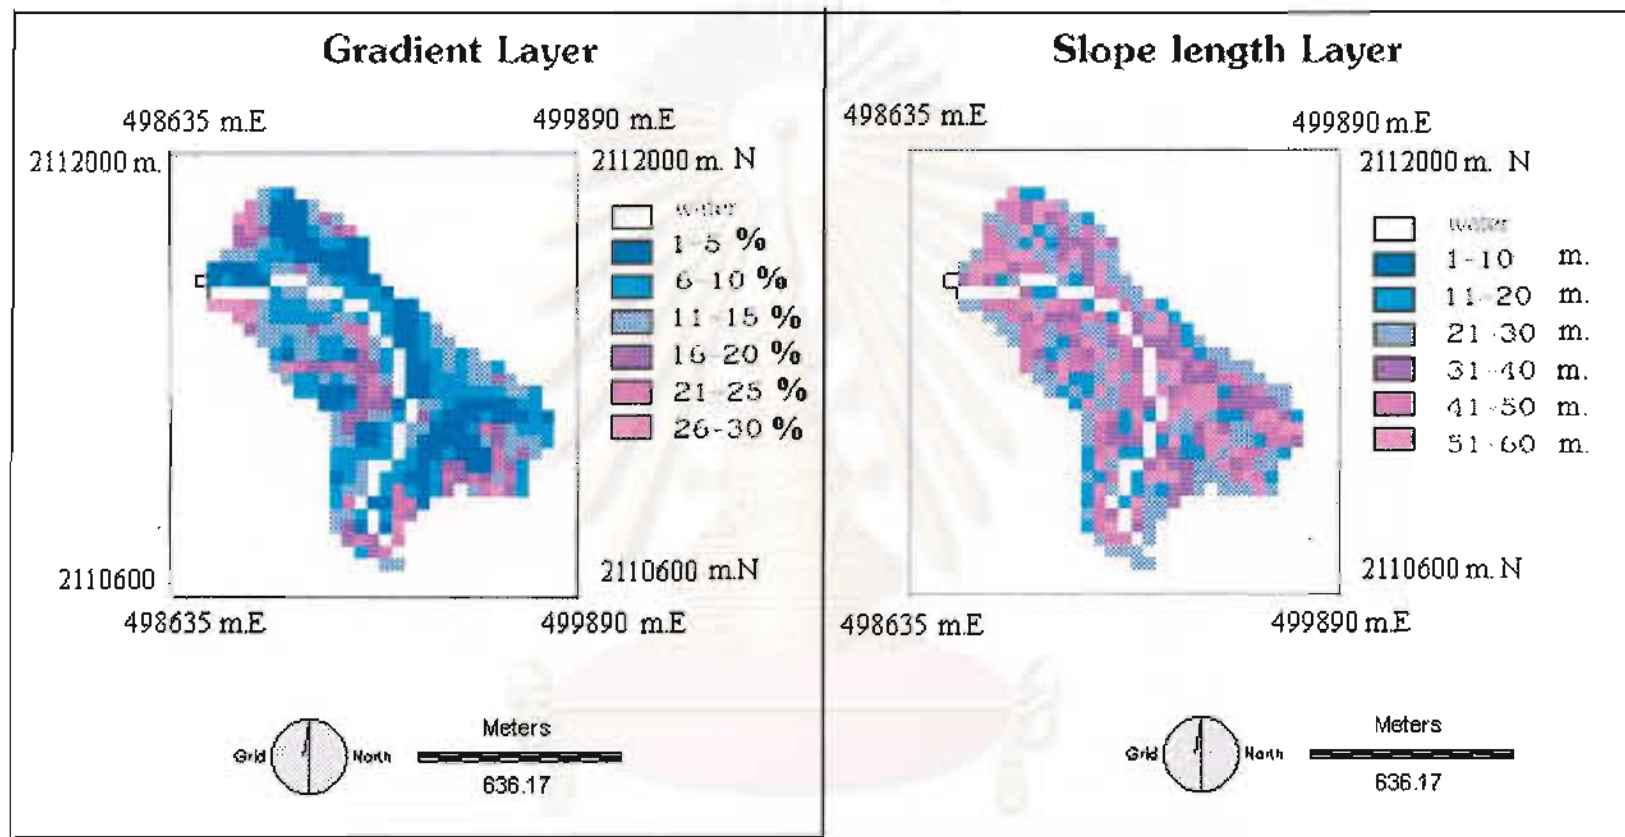 Gradient Layer
498635 m.E
499890 m.E
2112000 m.
2112000 m. N
water
1-5 %
6-10 %
11-15 %
16-20 %
21-25 %
26-30 %
2110600
2110600 m.N
498635 m.E
499890 m.E
Grid
North
Meters
636.17
Slope length Layer
498635 m.E
499890 m.E
2112000 m. N
water
1-10 m.
11-20 m.
21-30 m.
31-40 m.
41-50 m.
51-60 m.
2110600 m. N
498635 m.E
499890 m.E
Grid
North
Meters
636.17